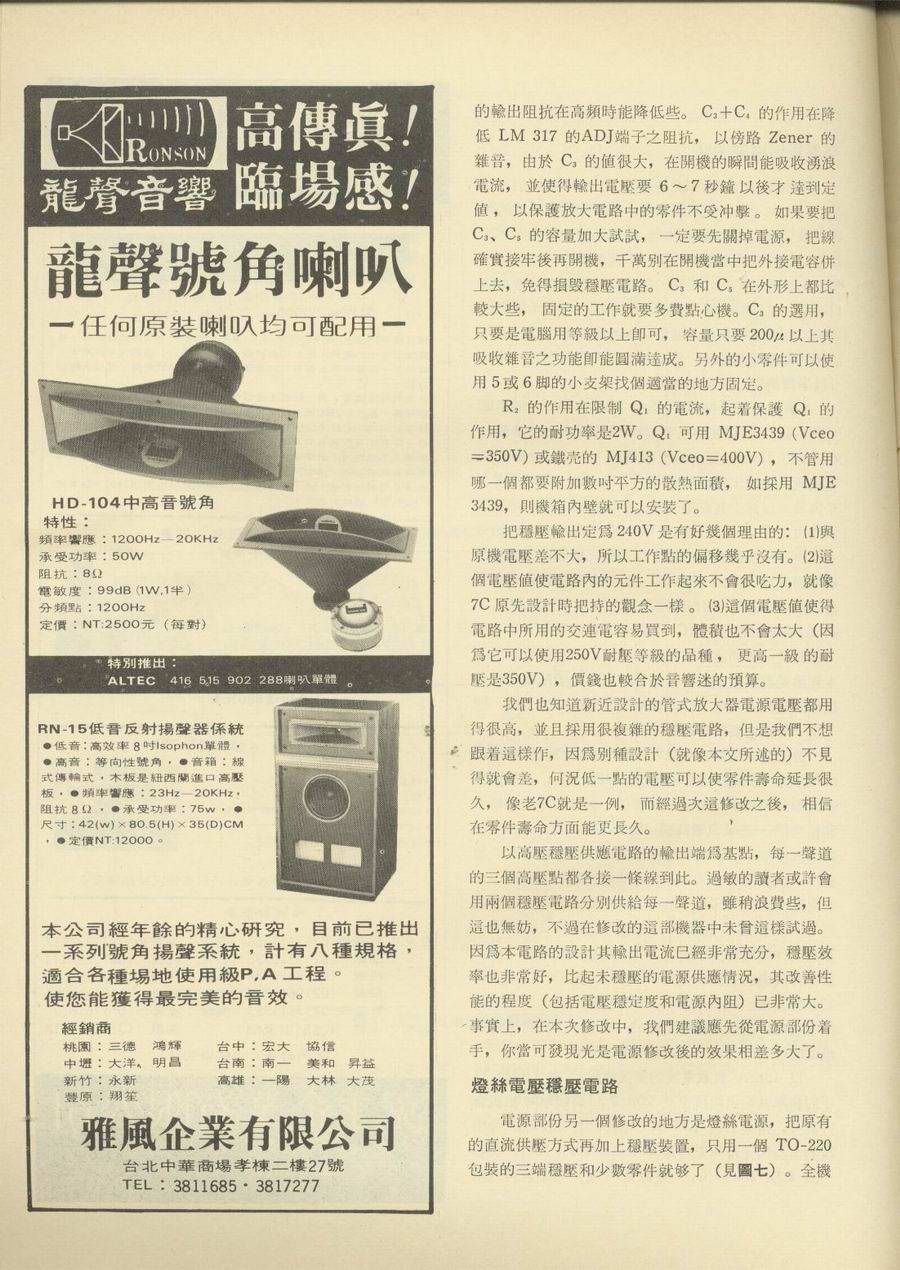 RONSON
龍聲音響
高傳眞!
臨場感!
龍聲號角喇叭
━任何原裝喇叭均可配用━
HD-104中高音號角
特性：
頻率響應：1200Hz—20KHz
承受功率：50W
阻抗：8Ω
電敏度：99dB (1W,1半)
分頻點：1200Hz
定價：NT:2500元（每對）
特別推出：
ALTEC 416 515 902 288喇叭單體。
RN-15低音反射揚聲器係統
●低音：高效率8吋Isophon單體，
●高音：等向性號角，●音箱：線
式傳輪式，木板是紐西蘭進口高壓
板，●頻率響應：23Hz—20KHz，
阻抗8Ω，●承受功率：75w，●
尺寸：42(w)×80.5(H)×35(D)CM
，●定價NT:12000。
本公司經年餘的精心研究，目前已推出
一系列號角揚聲系統，計有八種規格，
適合各種場地使用級P,A工程。
使您能獲得最完美的音效。
經銷商
桃園：三德 鴻輝 台中：宏大 協信
中壢：大洋、明昌 台南：南一 美和 昇益
新竹：永新 高雄：一陽 大林 大茂
豐原：翔笙
雅風企業有限公司
台北中華商場孝棟二樓27號
TEL：3811685・3817277
的輸出阻抗在高頻時能降低些。 C₃＋C₄ 的作用在降
低 LM 317 的ADJ端子之阻抗， 以傍路 Zener 的
雜音，由於 C₃ 的值很大，在開機的瞬間能吸收湧浪
電流， 並使得輸出電壓要 6～7秒鐘以後才達到定
值 ， 以保護放大電路中的零件不受冲擊 。 如果要把
C₃、C₅ 的容量加大試試， 一定要先關掉電源， 把線
確實接牢後再開機，千萬别在開機當中把外接電容併
上去，免得損毁穩壓電路。 C₃ 和 C₅ 在外形上都比
較大些， 固定的工作就要多費點心機。C₃ 的選用，
只要是電腦用等級以上卽可， 容量只要200μ以上其
吸收雜音之功能卽能圓滿達成。另外的小零件可以使
用5或6脚的小支架找個適當的地方固定。
R₂ 的作用在限制 Q₁ 的電流，起着保護 Q₁ 的
作用，它的耐功率是2W。Q₁ 可用 MJE3439 (Vceo
＝350V) 或鐵壳的 MJ413 (Vceo＝400V) ， 不管用
哪一個都要附加數吋平方的散熱面積， 如採用 MJE
3439，則機箱內壁就可以安裝了。
把穩壓輸出定爲 240V 是有好幾個理由的： ⑴與
原機電壓差不大，所以工作點的偏移幾乎沒有。⑵這
個電壓值使電路內的元件工作起來不會很吃力，就像
7C 原先設計時把持的觀念一樣 。 ⑶這個電壓值使得
電路中所用的交連電容易買到，體積也不會太大（因
爲它可以使用250V耐壓等級的品種 ， 更高一級的耐
壓是350V），價錢也較合於音響迷的預算。
我們也知道新近設計的管式放大器電源電壓都用
得很高，並且採用很複雜的穩壓電路，但是我們不想
跟着這樣作，因爲別種設計（就像本文所述的）不見
得就會差，何況低一點的電壓可以使零件壽命延長很
久， 像老7C就是一例， 而經過次這修改之後， 相信
在零件壽命方面能更長久。
以高壓穩壓供應電路的輸出端爲基點，每一聲道
的三個高壓點都各接一條線到此。過敏的讀者或許會
用兩個穩壓電路分別供給每一聲道，雖稍浪費些，但
這也無妨，不過在修改的這部機器中未曾這樣試過。
因爲本電路的設計其輸出電流已經非常充分，穩壓效
率也非常好，比起未穩壓的電源供應情況，其改善性
能的程度（包括電壓穩定度和電源內阻）已非常大。
事實上，在本次修改中，我們建議應先從電源部份着
手，你當可發現光是電源修改後的效果相差多大了。
燈絲電壓穩壓電路
電源部份另一個修改的地方是燈絲電源，把原有
的直流供壓方式再加上穩壓裝置，只用一個 TO-220
包裝的三端穩壓和少數零件就够了（見圖七）。全機